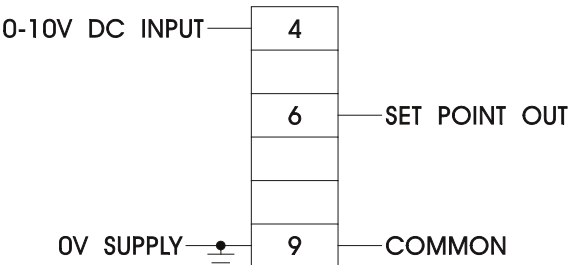 0-10V DC INPUT 4
6 SET POINT OUT
0V SUPPLY 9 COMMON